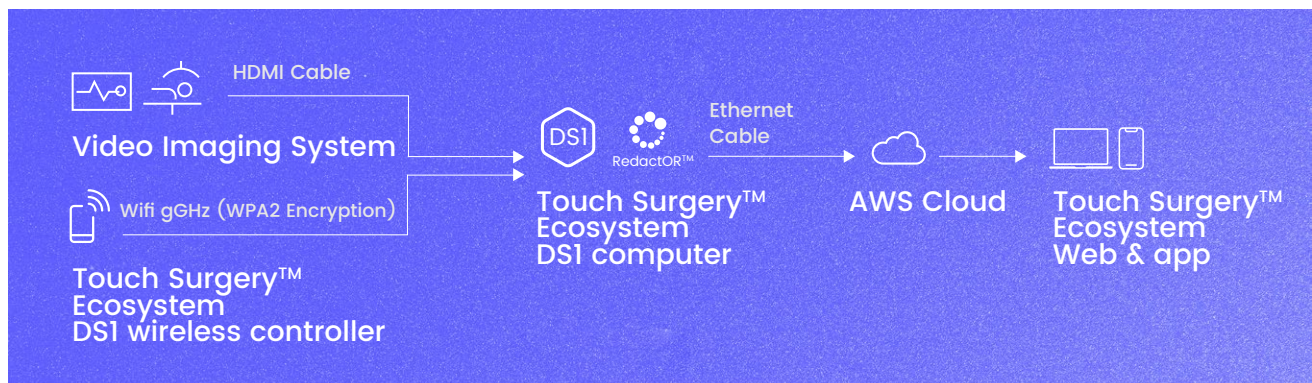 HDMI Cable
Video Imaging System
Wifi gGHz (WPA2 Encryption)
Touch Surgery™
Ecosystem
DS1 wireless controller
DS1
RedactOR™
Touch Surgery™
Ecosystem
DS1 computer
Ethernet
Cable
AWS Cloud
Touch Surgery™
Ecosystem
Web & app